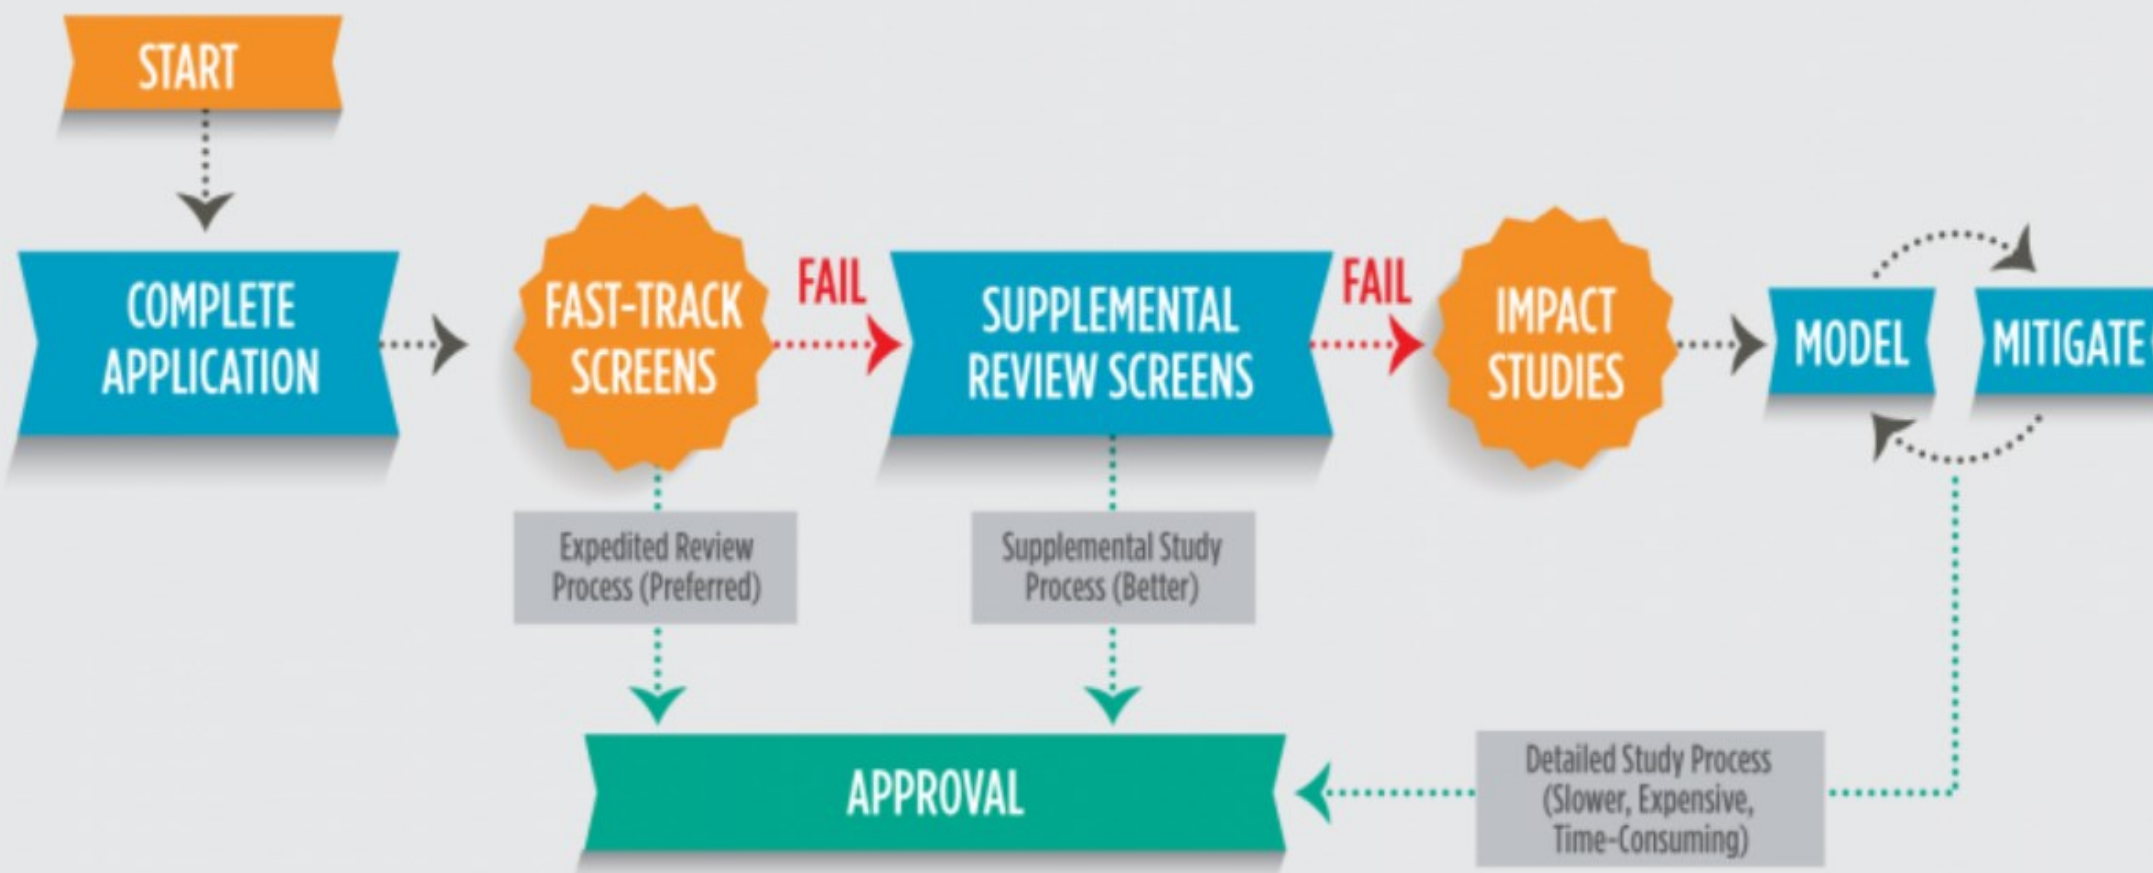 START
COMPLETE
APPLICATION
FAST-TRACK
SCREENS
FAIL
SUPPLEMENTAL
REVIEW SCREENS
FAIL
IMPACT
STUDIES
MODEL
MITIGATE
Expedited Review
Process (Preferred)
Supplemental Study
Process (Better)
APPROVAL
Detailed Study Process
(Slower, Expensive,
Time-Consuming)